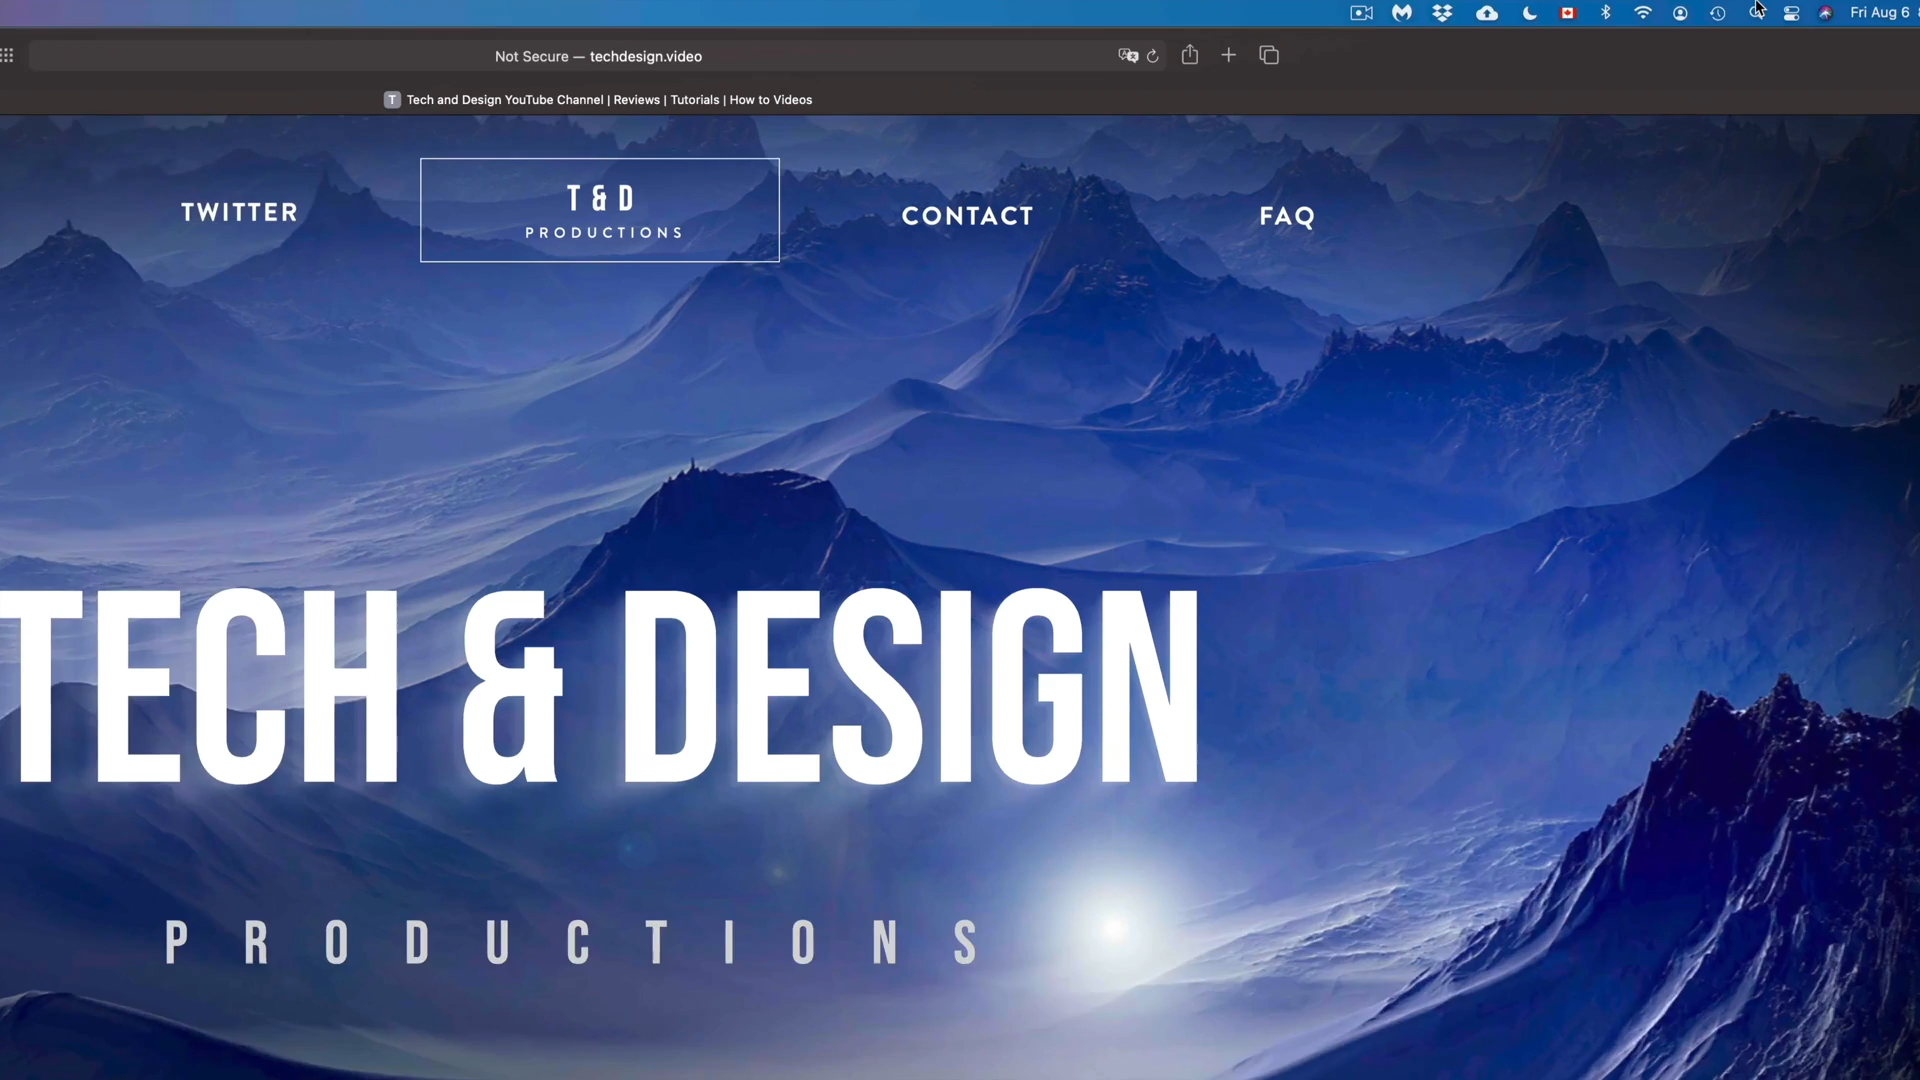 Fri Aug 6
Not Secure — techdesign.video
T Tech and Design YouTube Channel | Reviews | Tutorials | How to Videos
TWITTER
T & D
PRODUCTIONS
CONTACT
FAQ
TECH & DESIGN
PRODUCTIONS